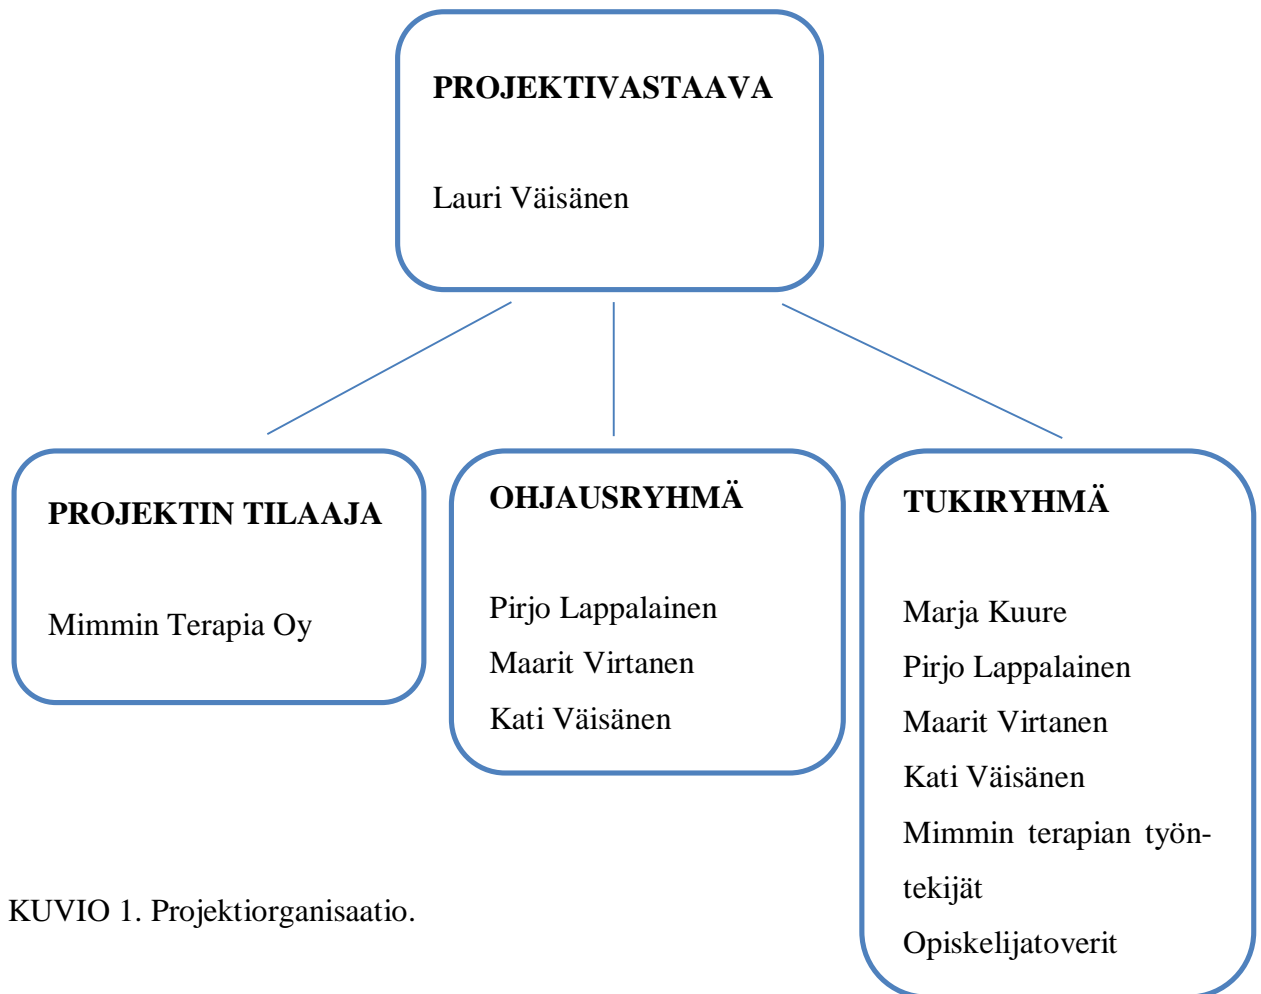 PROJEKTIVASTAAVA
Lauri Väisänen
PROJEKTIN TILAAJA
Mimmin Terapia Oy
OHJAUSRYHMÄ
Pirjo Lappalainen
Maarit Virtanen
Kati Väisänen
TUKIRYHMÄ
Marja Kuure
Pirjo Lappalainen
Maarit Virtanen
Kati Väisänen
Mimmin terapian työn-
tekijät
Opiskelijatoverit
KUVIO 1. Projektiorganisaatio.